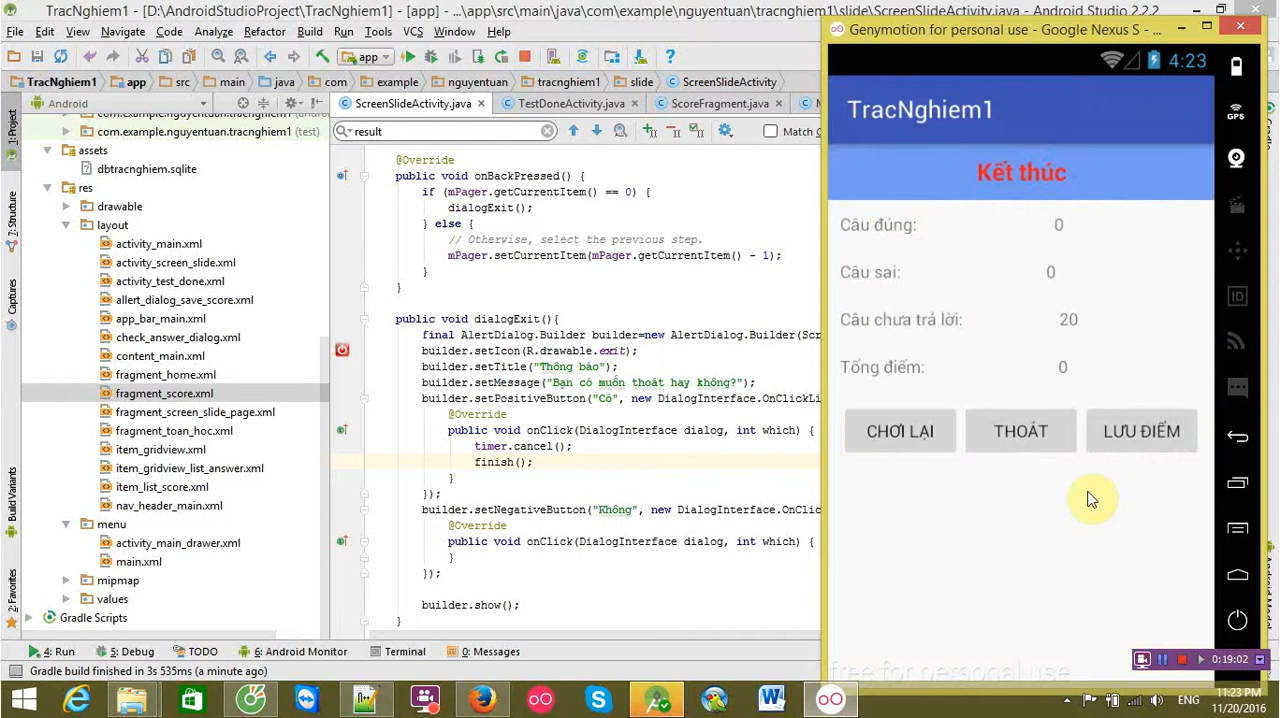 TracNghiem1 - [D:\AndroidStudioProject\TracNghiem1] - [app] - ...\app\src\main\java\com\example\nguyentuan\tracnghiem1\slide\ScreenSlideActivity.java - Android Studio 2.2.2
File Edit View Navigate Code Analyze Refactor Build Run Tools VCS Window Help
app
TracNghiem1 app src main java com example nguyentuan tracnghiem1 slide ScreenSlideActivity
Android
ScreenSlideActivity.java TestDoneActivity.java ScoreFragment.java
com.example.nguyentuan.tracnghiem1 (test)
result Match
assets
dbtracnghiem.sqlite
res
drawable
layout
activity_main.xml
activity_screen_slide.xml
activity_test_done.xml
allert_dialog_save_score.xml
app_bar_main.xml
check_answer_dialog.xml
content_main.xml
fragment_home.xml
fragment_score.xml
fragment_screen_slide_page.xml
fragment_toan_hoc.xml
item_gridview.xml
item_gridview_list_answer.xml
item_list_score.xml
nav_header_main.xml
menu
activity_main_drawer.xml
main.xml
mipmap
values
Gradle Scripts
1: Project
7: Structure
Captures
Build Variants
2: Favorites
@Override
public void onBackPressed() {
if (mPager.getCurrentItem() == 0) {
dialogExit();
} else {
// Otherwise, select the previous step.
mPager.setCurrentItem(mPager.getCurrentItem() - 1);
}
}
public void dialogExit(){
final AlertDialog.Builder builder=new AlertDialog.Builder(Scr
builder.setIcon(R.drawable.exit);
builder.setTitle("Thông báo");
builder.setMessage("Bạn có muốn thoát hay không?");
builder.setPositiveButton("Có", new DialogInterface.OnClickLi
@Override
public void onClick(DialogInterface dialog, int which) {
timer.cancel();
finish();
}
});
builder.setNegativeButton("Không", new DialogInterface.OnClic
@Override
public void onClick(DialogInterface dialog, int which) {
}
});
builder.show();
}
4: Run 5: Debug TODO 6: Android Monitor Terminal 0: Messages
Gradle build finished in 3s 535ms (a minute ago)
Genymotion for personal use - Google Nexus S - ...
4:23
TracNghiem1
Kết thúc
Câu đúng: 0
Câu sai: 0
Câu chưa trả lời: 20
Tổng điểm: 0
CHƠI LẠI THOÁT LƯU ĐIỂM
free for personal use
GPS
ID
0:19:02
ENG
11:23 PM
11/20/2016